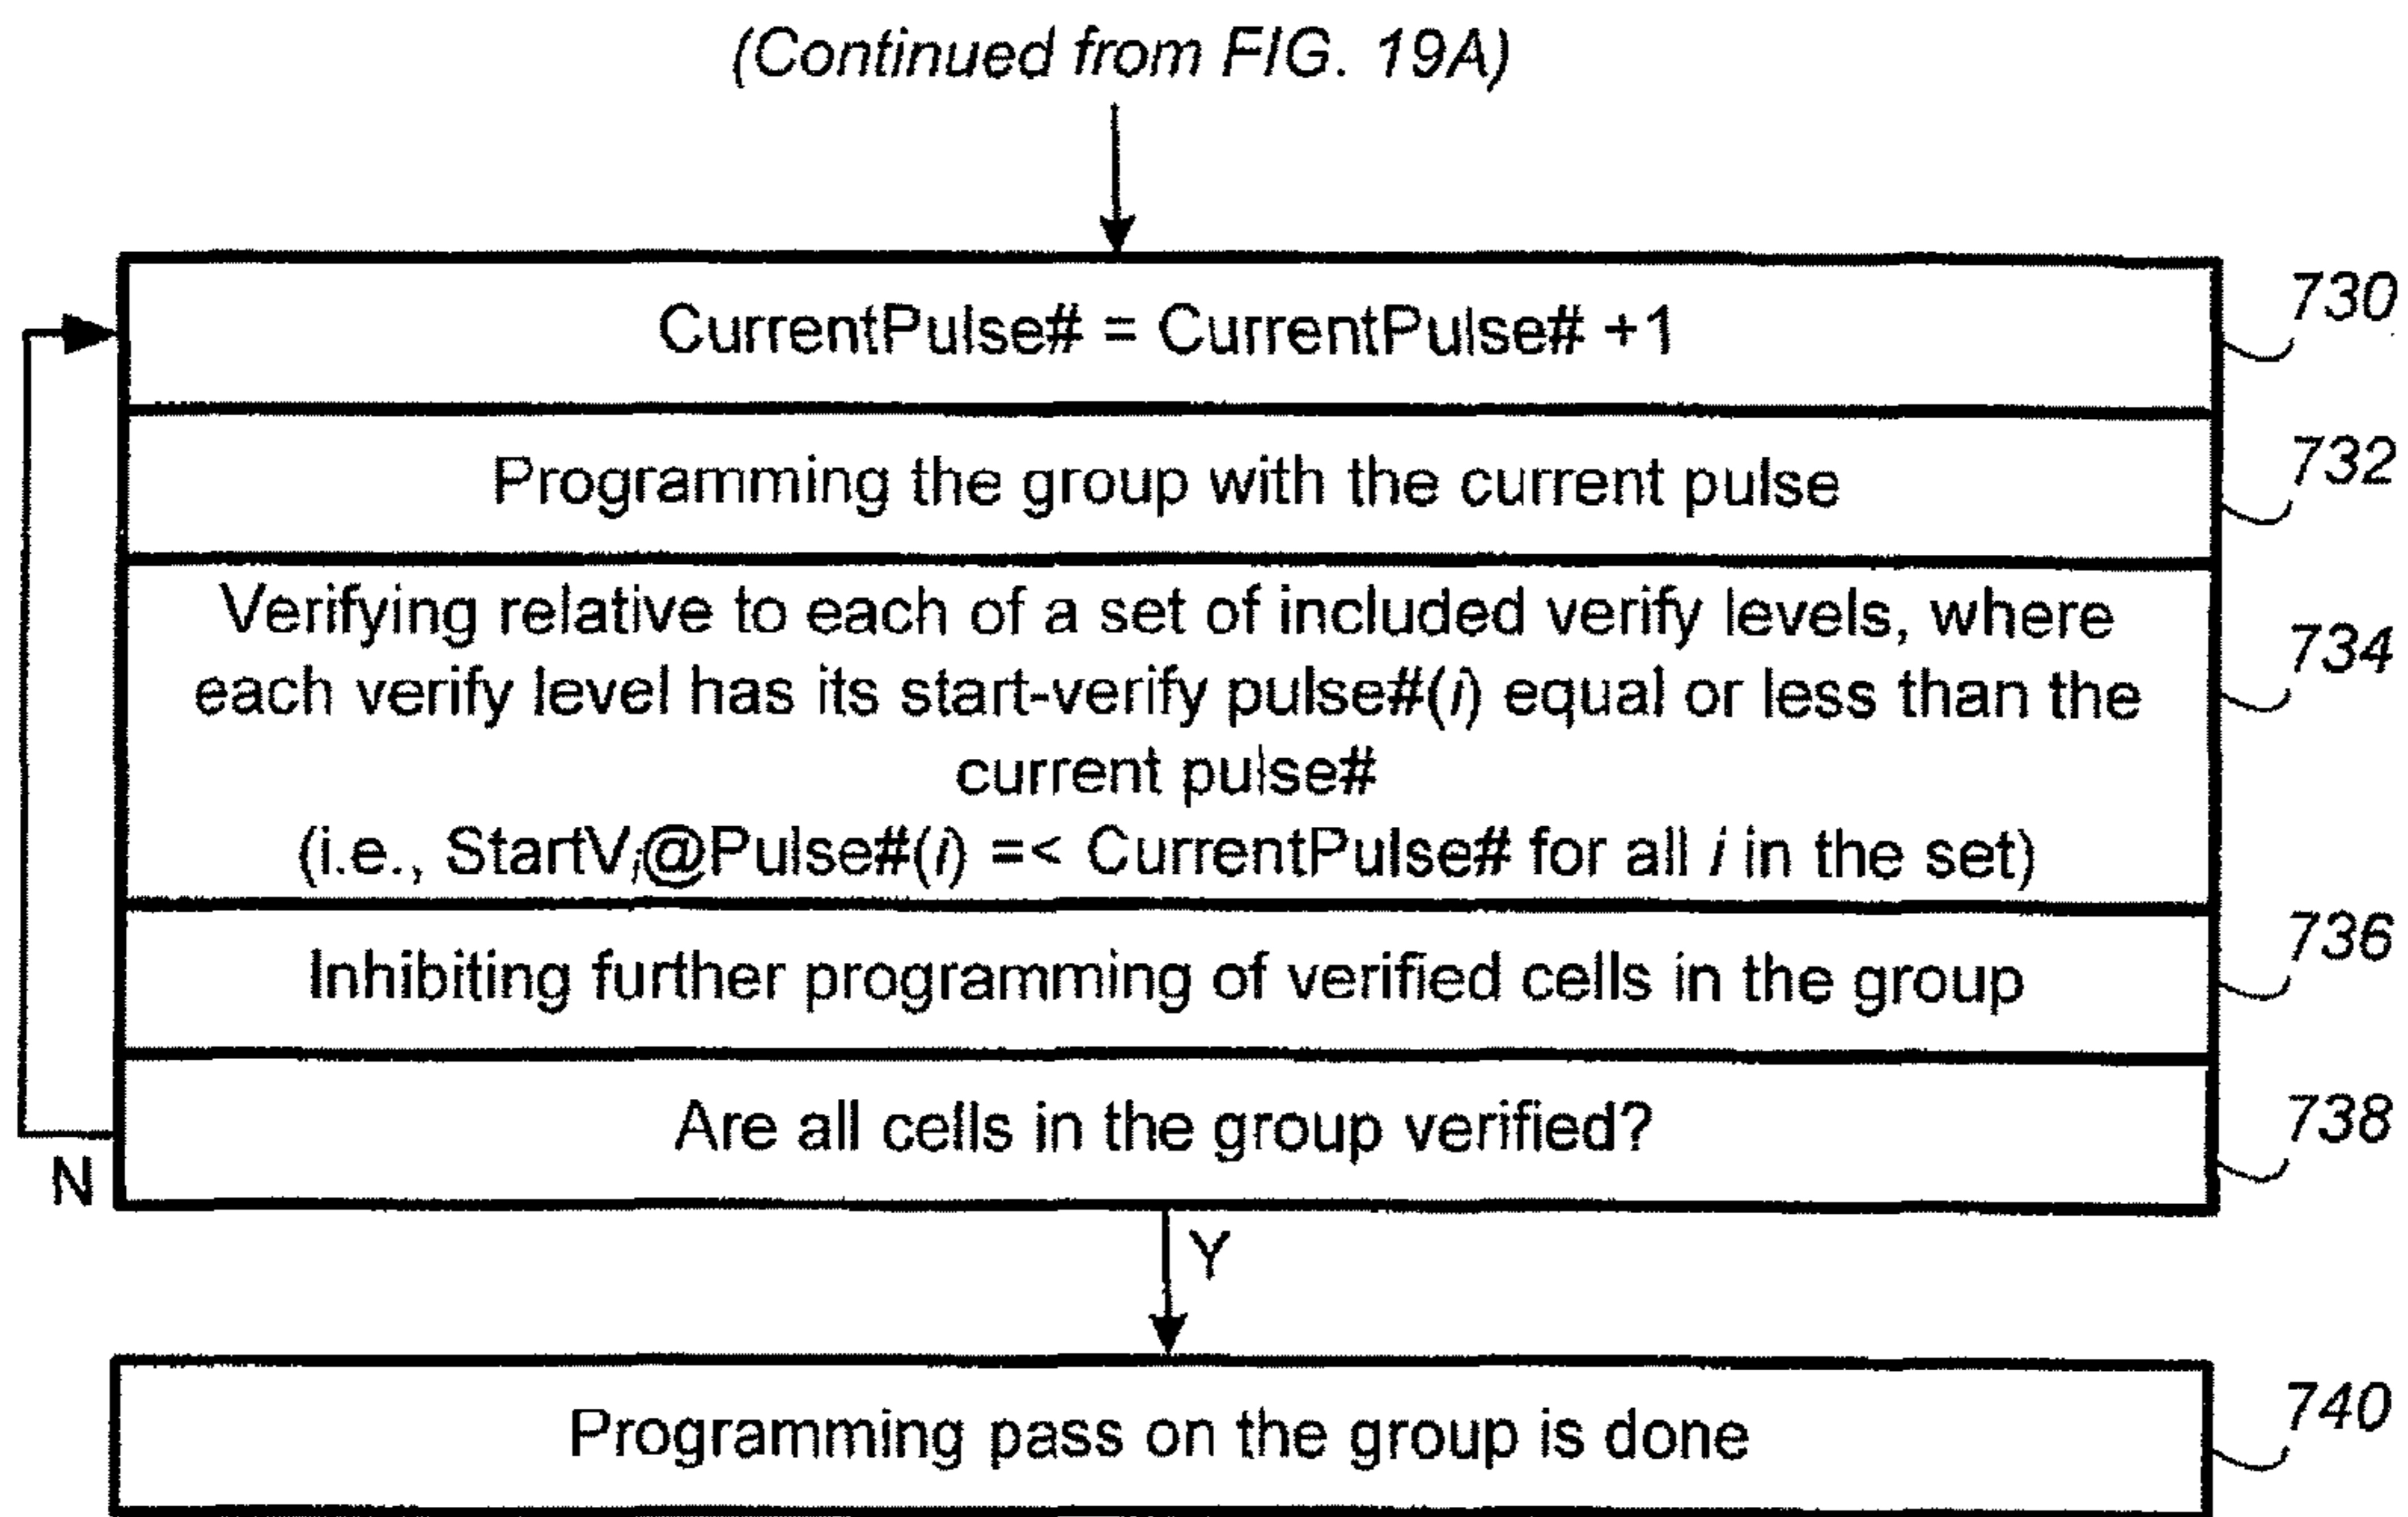 (Continued from FIG. 19A)
CurrentPulse# = CurrentPulse# +1
730
Programming the group with the current pulse
732
Verifying relative to each of a set of included verify levels, where
each verify level has its start-verify pulse#(i) equal or less than the
current pulse#
(i.e., StartVi@Pulse#(i) =< CurrentPulse# for all i in the set)
734
Inhibiting further programming of verified cells in the group
736
Are all cells in the group verified?
738
N
Y
Programming pass on the group is done
740